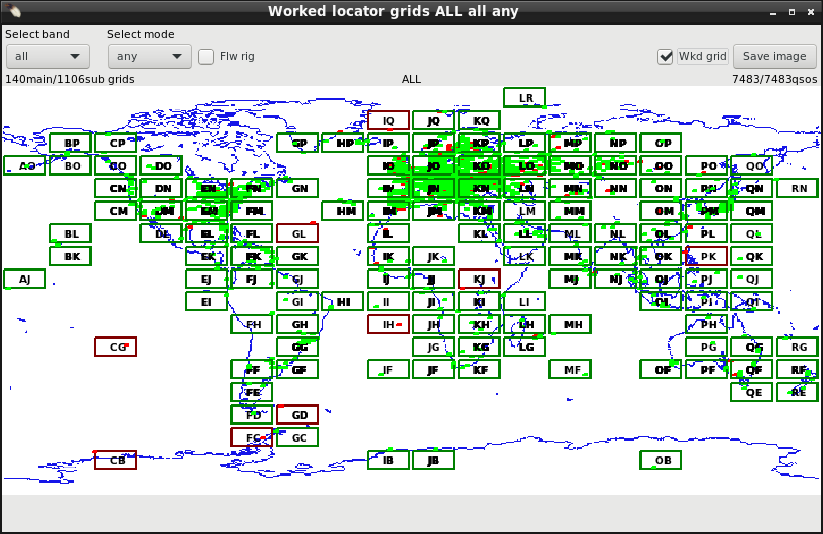 Worked locator grids ALL all any
Select band Select mode
all any Flw rig Wkd grid Save image
140main/1106sub grids ALL 7483/7483qsos
LR
IQ JQ KQ
BP CP GP HP IP JP KP LP MP NP OP
AO BO CO DO IO JO KO LO MO NO OO PO QO
CN DN EN FN GN IN JN KN LN MN NN ON PN QN RN
CM DM EM FM HM IM JM KM LM MM OM PM QM
BL DL EL FL GL IL KL LL ML NL OL PL QL
BK EK FK GK IK JK LK MK NK OK PK QK
AJ EJ FJ GJ IJ JJ KJ MJ NJ OJ PJ QJ
EI GI HI II JI KI LI OI PI QI
FH GH IH JH KH LH MH PH
CG GG JG KG LG PG QG RG
FF GF IF JF KF MF OF PF QF RF
FE QE RE
FD GD
FC GC
CB IB JB OB